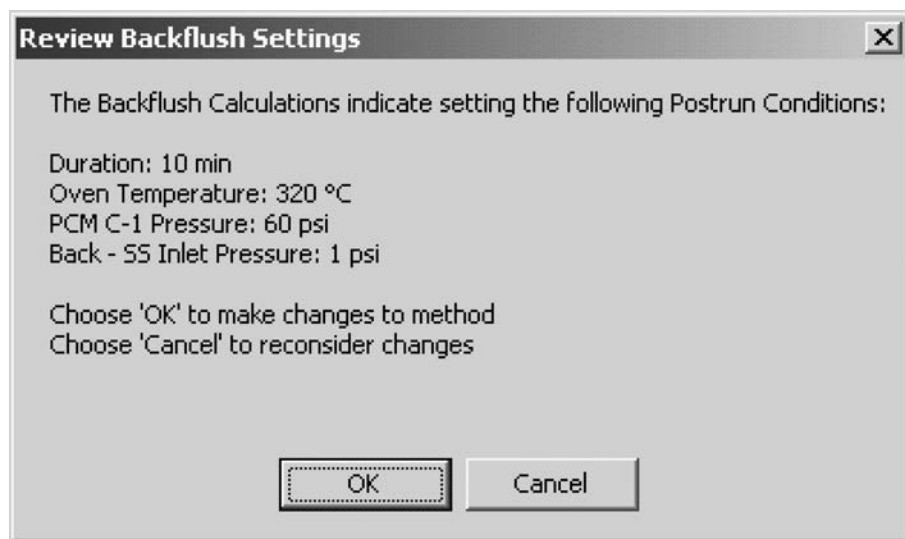 Review Backflush Settings
The Backflush Calculations indicate setting the following Postrun Conditions:
Duration: 10 min
Oven Temperature: 320 °C
PCM C-1 Pressure: 60 psi
Back - SS Inlet Pressure: 1 psi
Choose 'OK' to make changes to method
Choose 'Cancel' to reconsider changes
OK
Cancel